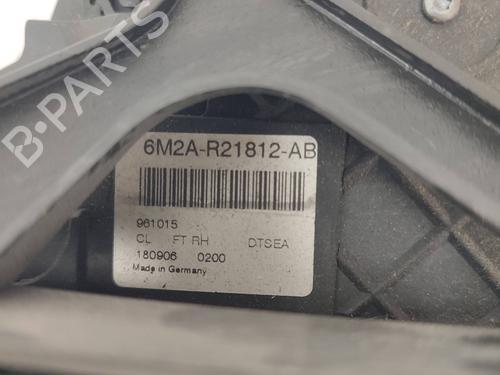 B-PARTS
6M2A-R21812-AB
961015
CL FT RH DTSEA
180906 0200
Made in Germany